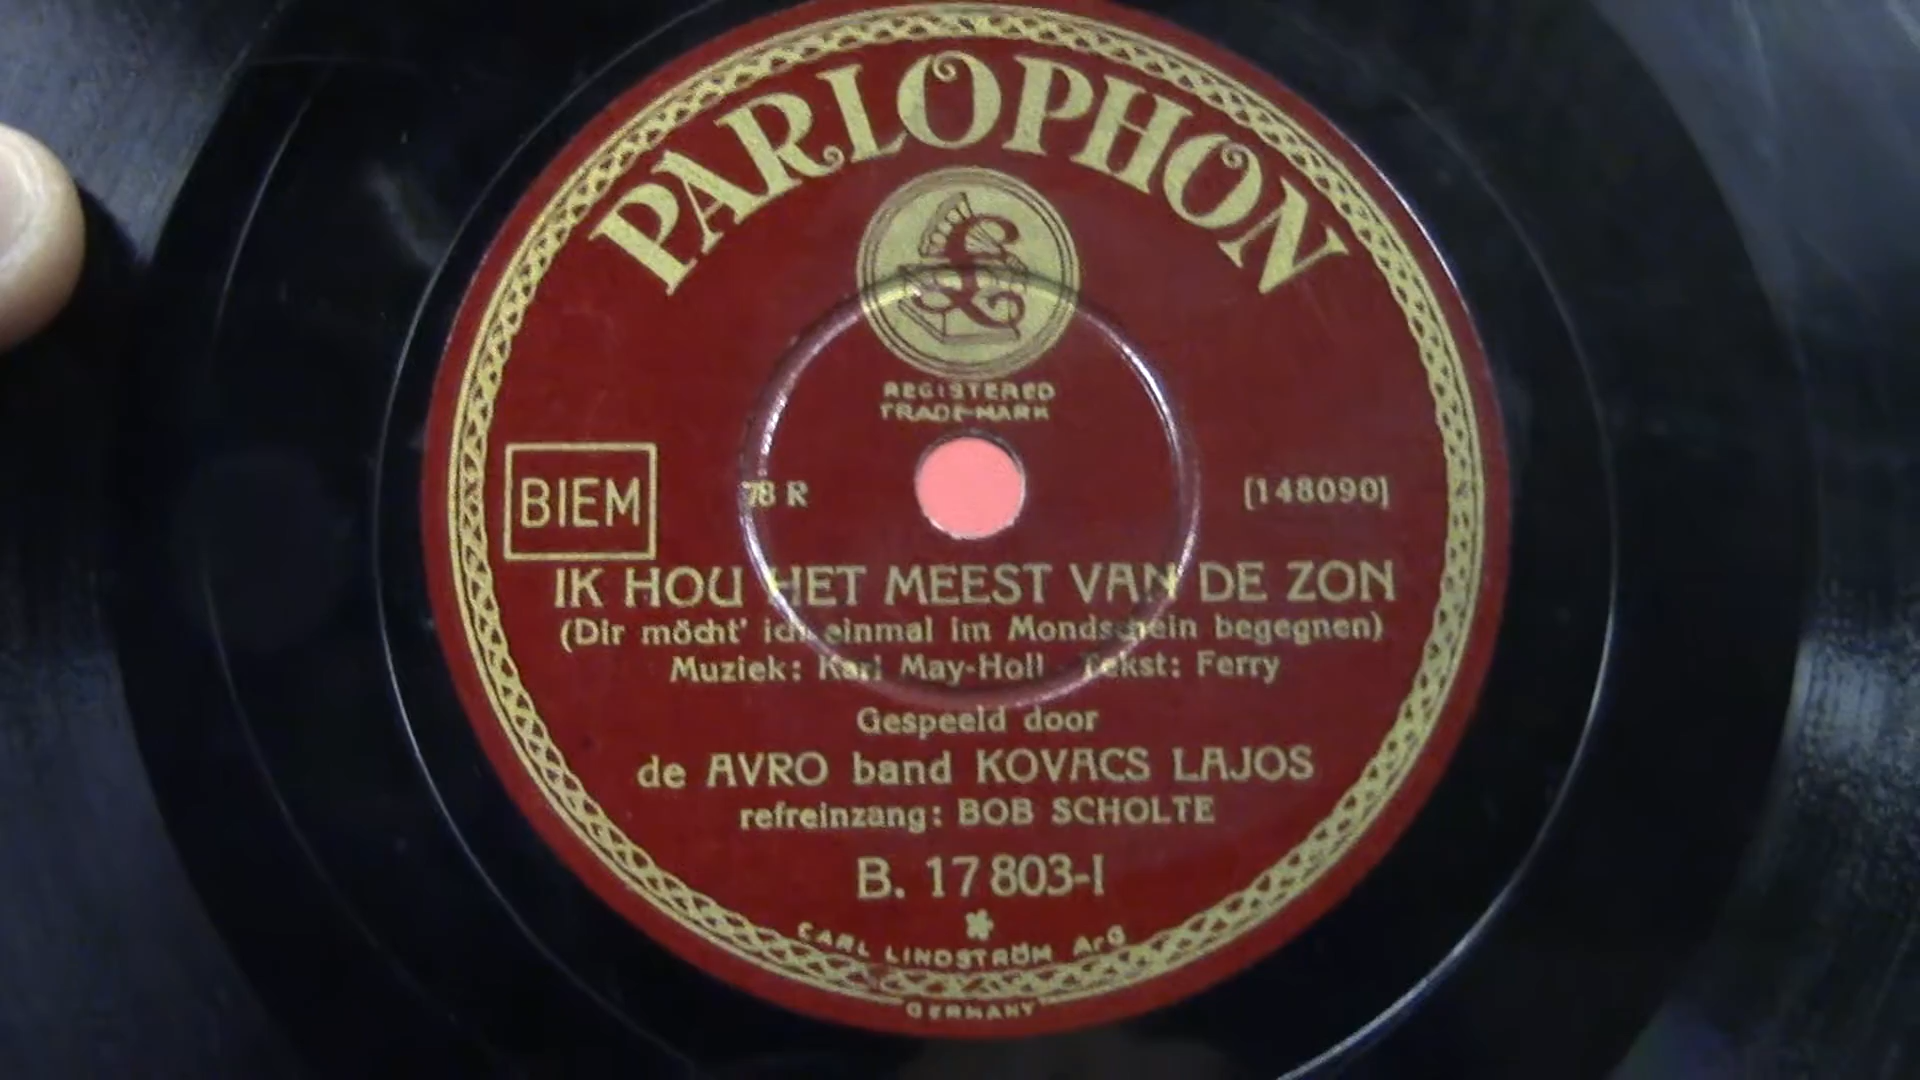 PARLOPHON
REGISTERED
TRADE-MARK
BIEM
78 R
[148090]
IK HOU HET MEEST VAN DE ZON
(Dir möcht' ich einmal im Mondschein begegnen)
Muziek: Karl May-Holl - Tekst: Ferry
Gespeeld door
de AVRO band KOVACS LAJOS
refreinzang: BOB SCHOLTE
B. 17803-I
CARL LINDSTRÖM A-G
GERMANY